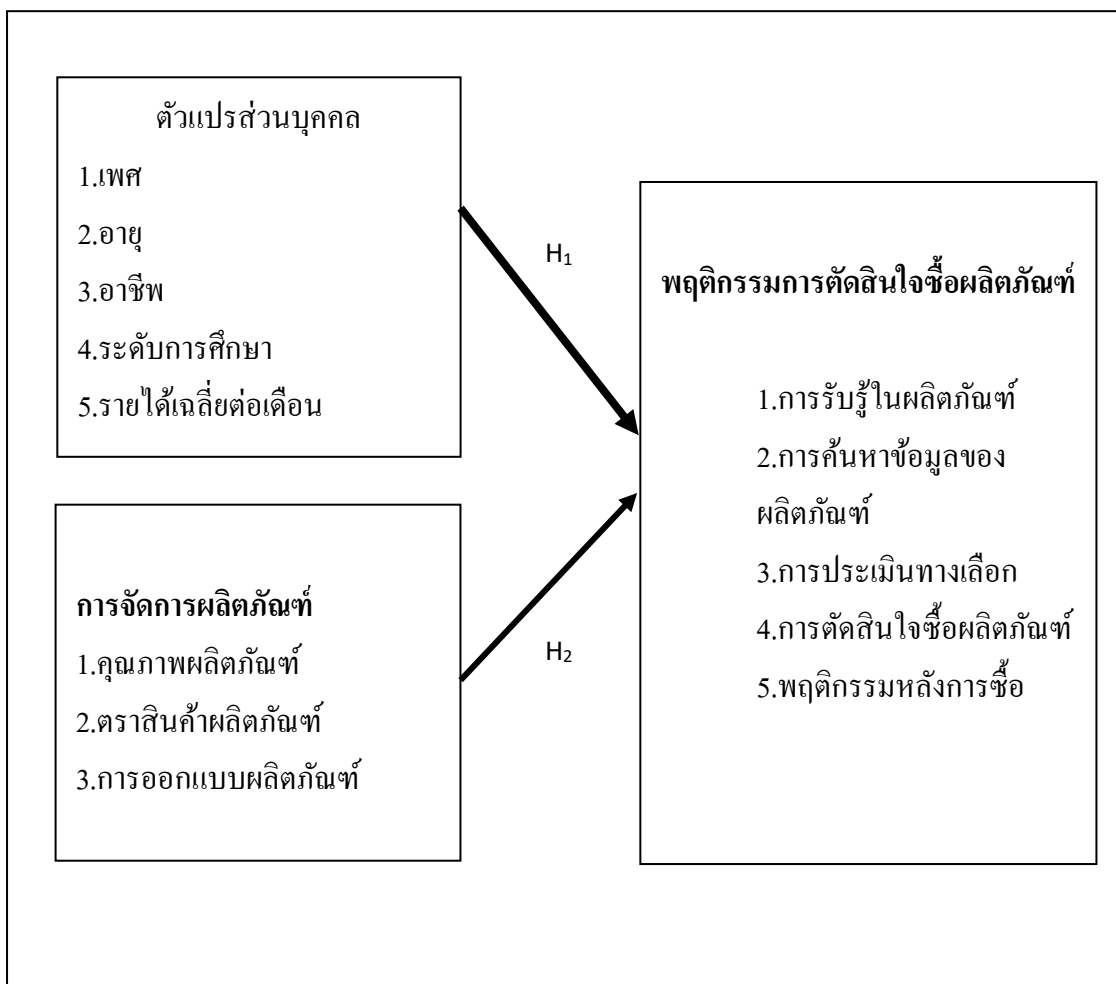 ตัวแปรส่วนบุคคล
1.เพศ
2.อายุ
3.อาชีพ
4.ระดับการศึกษา
5.รายได้เฉลี่ยต่อเดือน
H1
การจัดการผลิตภัณฑ์
1.คุณภาพผลิตภัณฑ์
2.ตราสินค้าผลิตภัณฑ์
3.การออกแบบผลิตภัณฑ์
H2
พฤติกรรมการตัดสินใจซื้อผลิตภัณฑ์
1.การรับรู้ในผลิตภัณฑ์
2.การค้นหาข้อมูลของ
ผลิตภัณฑ์
3.การประเมินทางเลือก
4.การตัดสินใจซื้อผลิตภัณฑ์
5.พฤติกรรมหลังการซื้อ